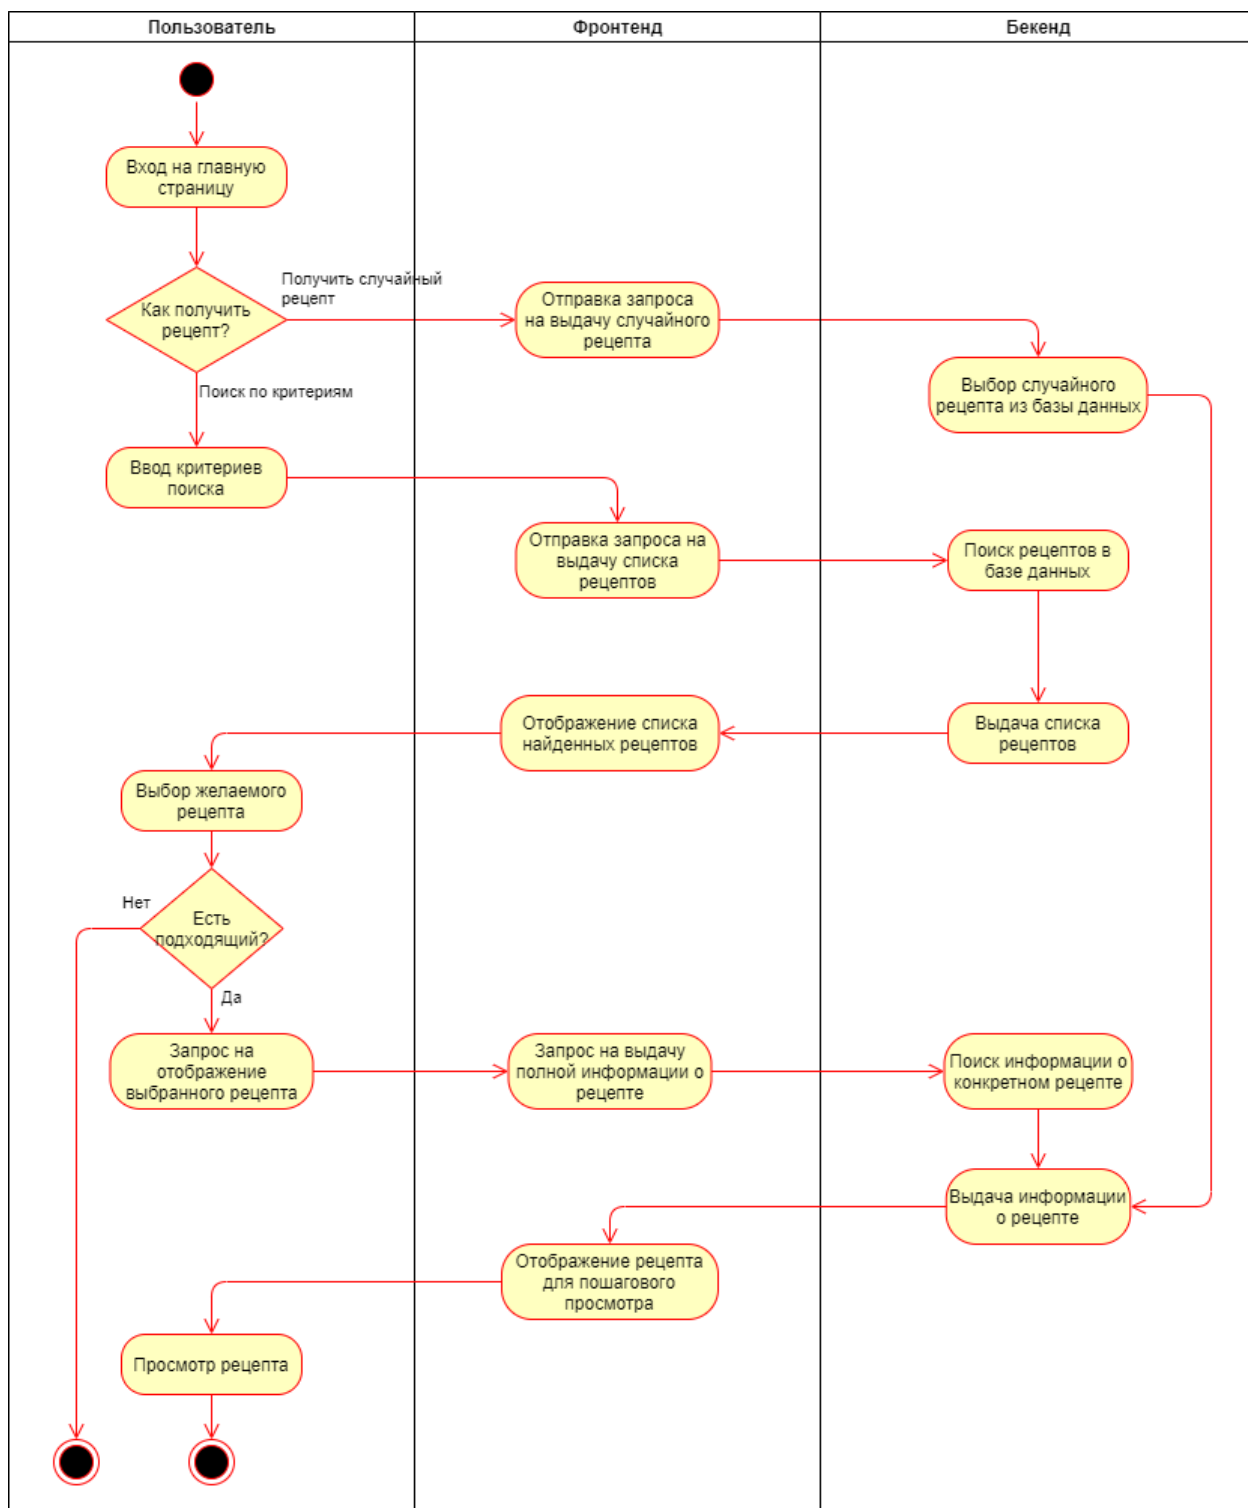 Пользователь
Фронтенд
Бекенд
Вход на главную
страницу
Как получить
рецепт?
Получить случайный
рецепт
Отправка запроса
на выдачу случайного
рецепта
Выбор случайного
рецепта из базы данных
Поиск по критериям
Ввод критериев
поиска
Отправка запроса на
выдачу списка
рецептов
Поиск рецептов в
базе данных
Выдача списка
рецептов
Отображение списка
найденных рецептов
Выбор желаемого
рецепта
Есть
подходящий?
Нет
Да
Запрос на
отображение
выбранного рецепта
Запрос на выдачу
полной информации о
рецепте
Поиск информации о
конкретном рецепте
Выдача информации
о рецепте
Отображение рецепта
для пошагового
просмотра
Просмотр рецепта